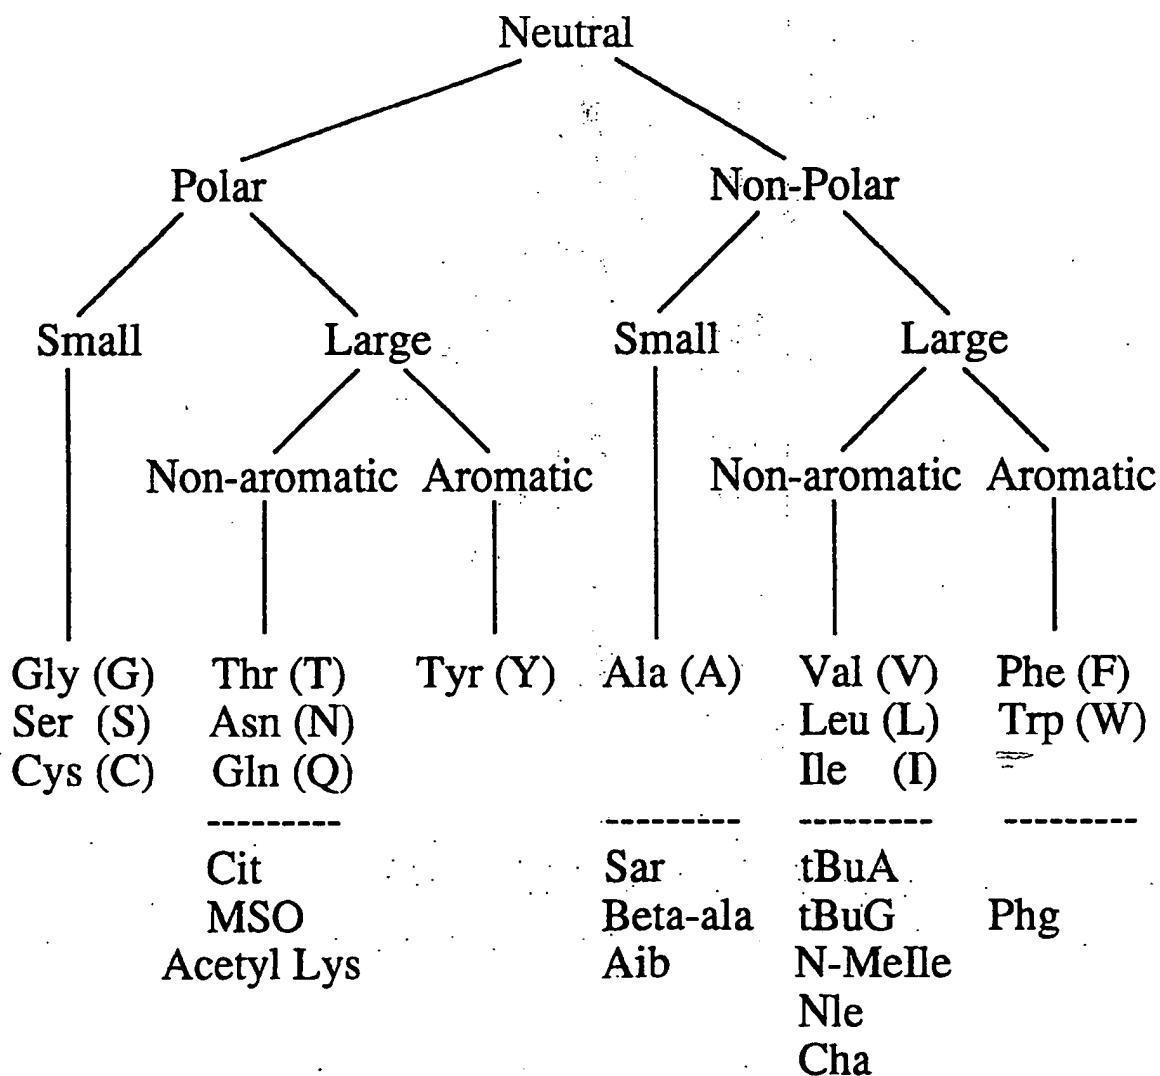 Neutral
Polar Non-Polar
Small Large Small Large
Non-aromatic Aromatic Non-aromatic Aromatic
Gly (G) Thr (T) Tyr (Y) Ala (A) Val (V) Phe (F)
Ser (S) Asn (N) Leu (L) Trp (W)
Cys (C) Gln (Q) Ile (I)
--------- --------- --------- ---------
Cit Sar tBuA
MSO Beta-ala tBuG Phg
Acetyl Lys Aib N-MeIle
Nle
Cha